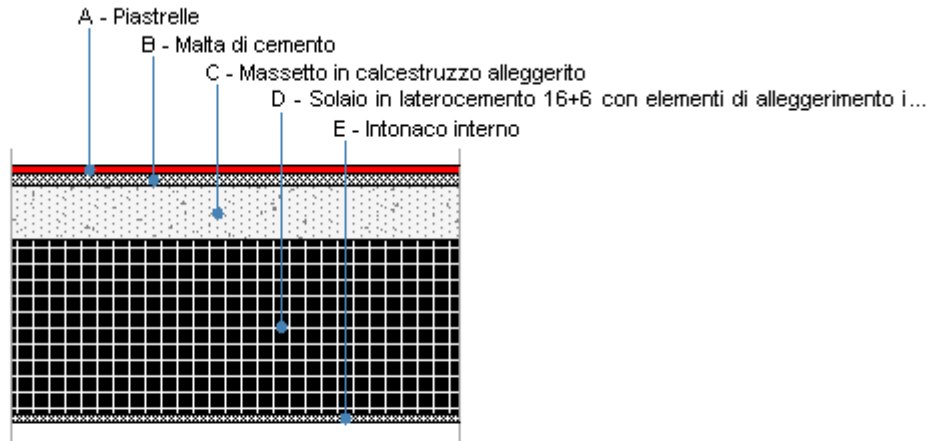 A - Piastrelle
B - Malta di cemento
C - Massetto in calcestruzzo alleggerito
D - Solaio in laterocemento 16+6 con elementi di alleggerimento i...
E - Intonaco interno